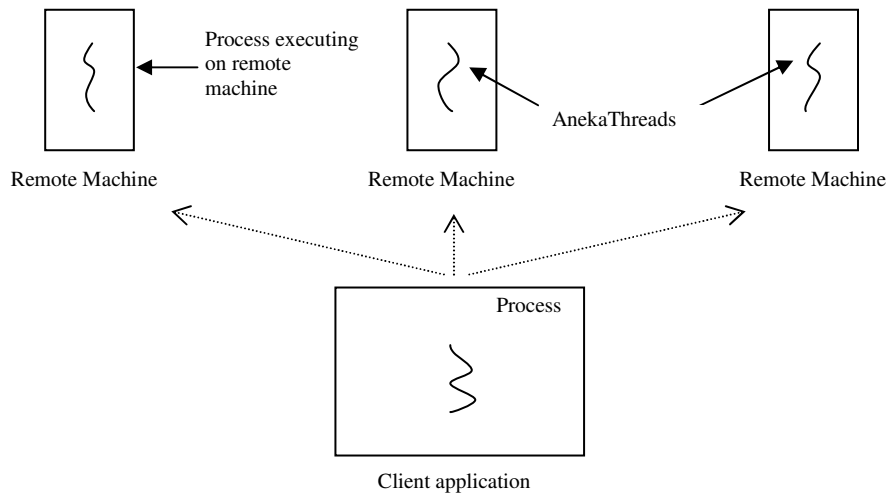 Process executing
on remote
machine
AnekaThreads
Remote Machine
Remote Machine
Remote Machine
Process
Client application